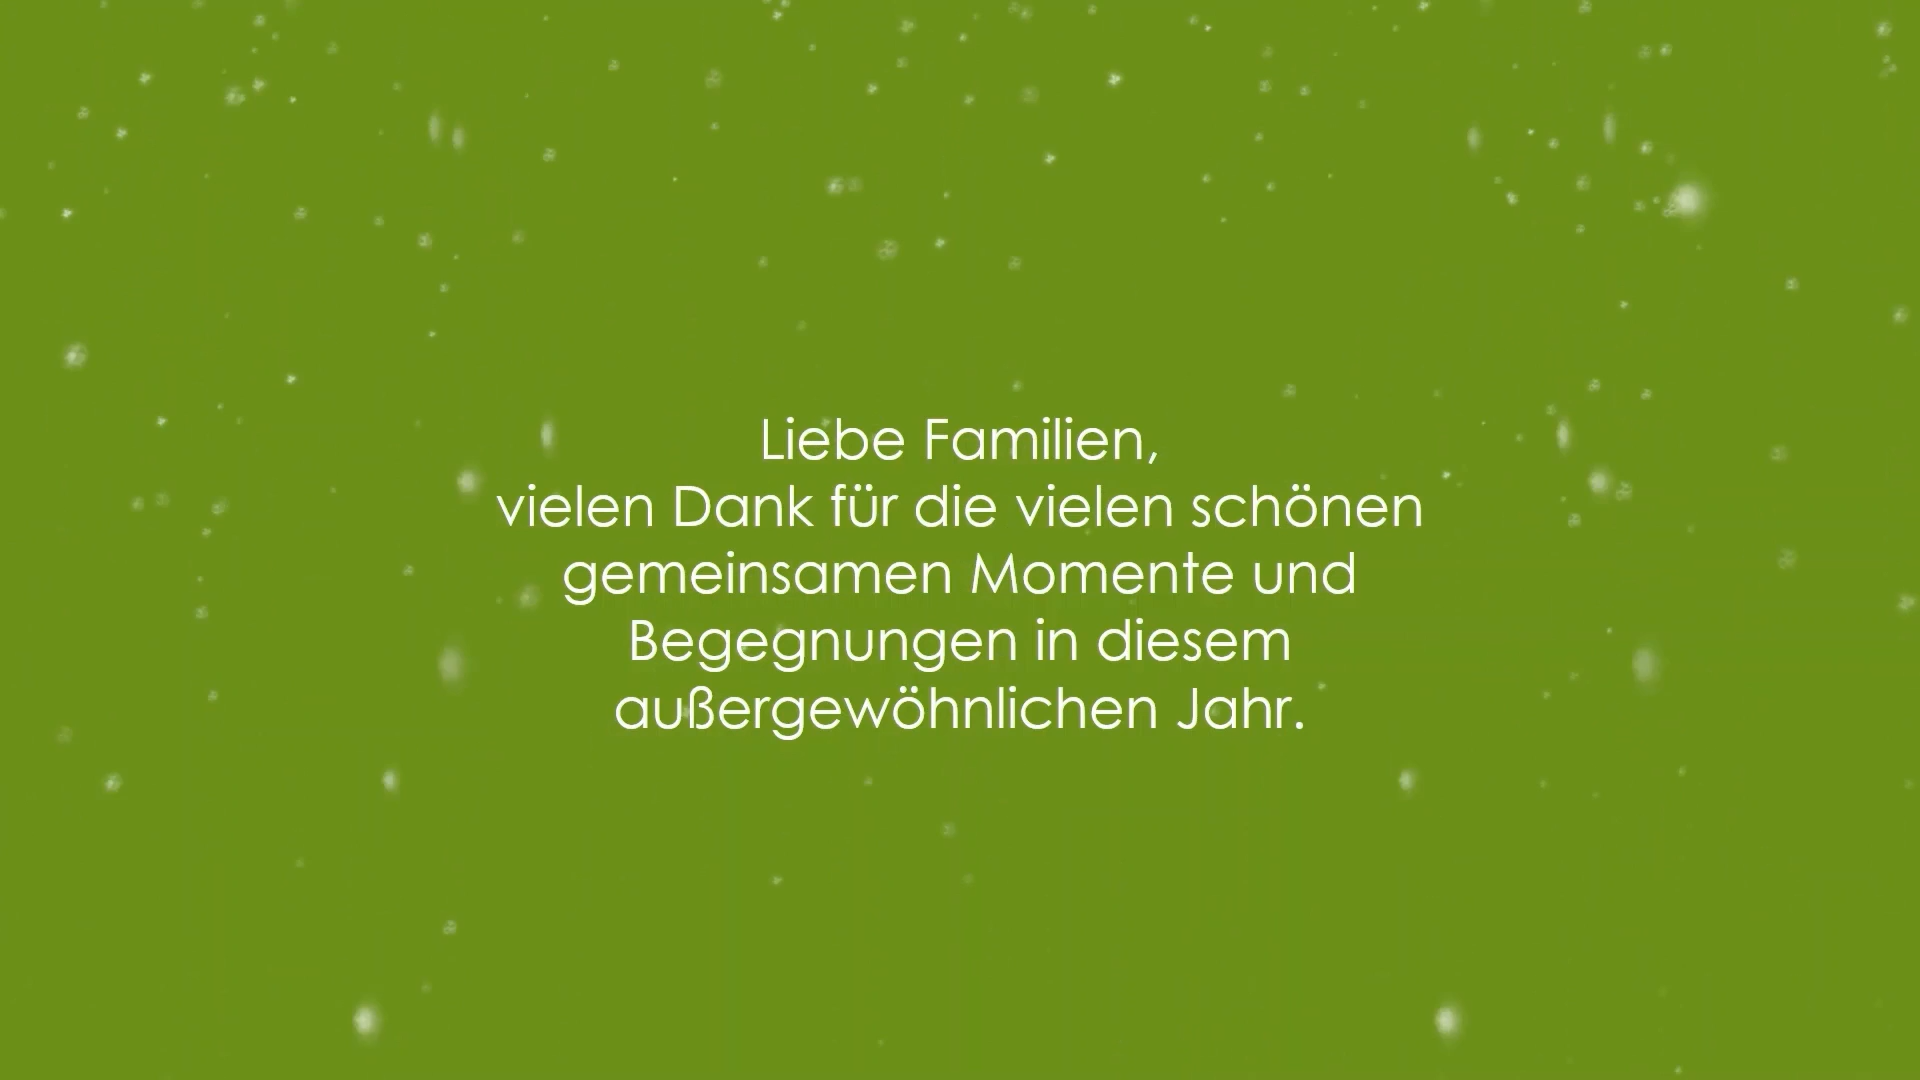 Liebe Familien,
vielen Dank für die vielen schönen
gemeinsamen Momente und
Begegnungen in diesem
außergewöhnlichen Jahr.